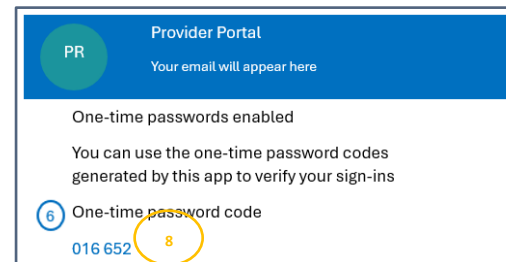 PR
Provider Portal
Your email will appear here
One-time passwords enabled
You can use the one-time password codes
generated by this app to verify your sign-ins
6 One-time password code
016 652 8